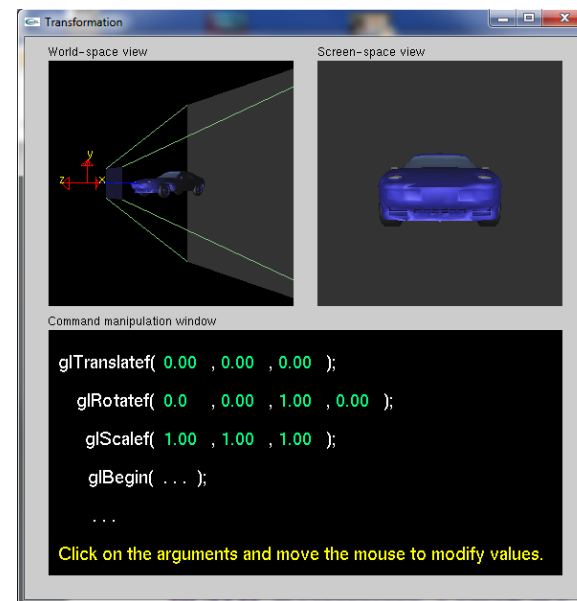 Transformation
World-space view
Screen-space view
y
z
x
Command manipulation window
glTranslatef( 0.00 , 0.00 , 0.00 );
glRotatef( 0.0 , 0.00 , 1.00 , 0.00 );
glScalef( 1.00 , 1.00 , 1.00 );
glBegin( . . . );
. . .
Click on the arguments and move the mouse to modify values.